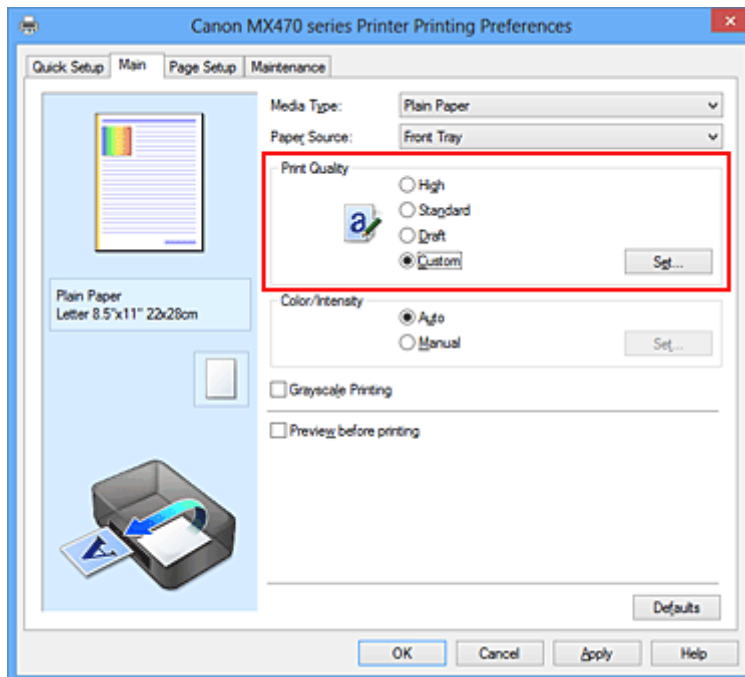 Canon MX470 series Printer Printing Preferences
Quick Setup Main Page Setup Maintenance
Media Type: Plain Paper
Paper Source: Front Tray
Print Quality
High
Standard
Draft
a
Custom Set...
Plain Paper
Letter 8.5"x11" 22x28cm
Color/Intensity
Auto
Manual Set...
Grayscale Printing
Preview before printing
A
Defaults
OK Cancel Apply Help